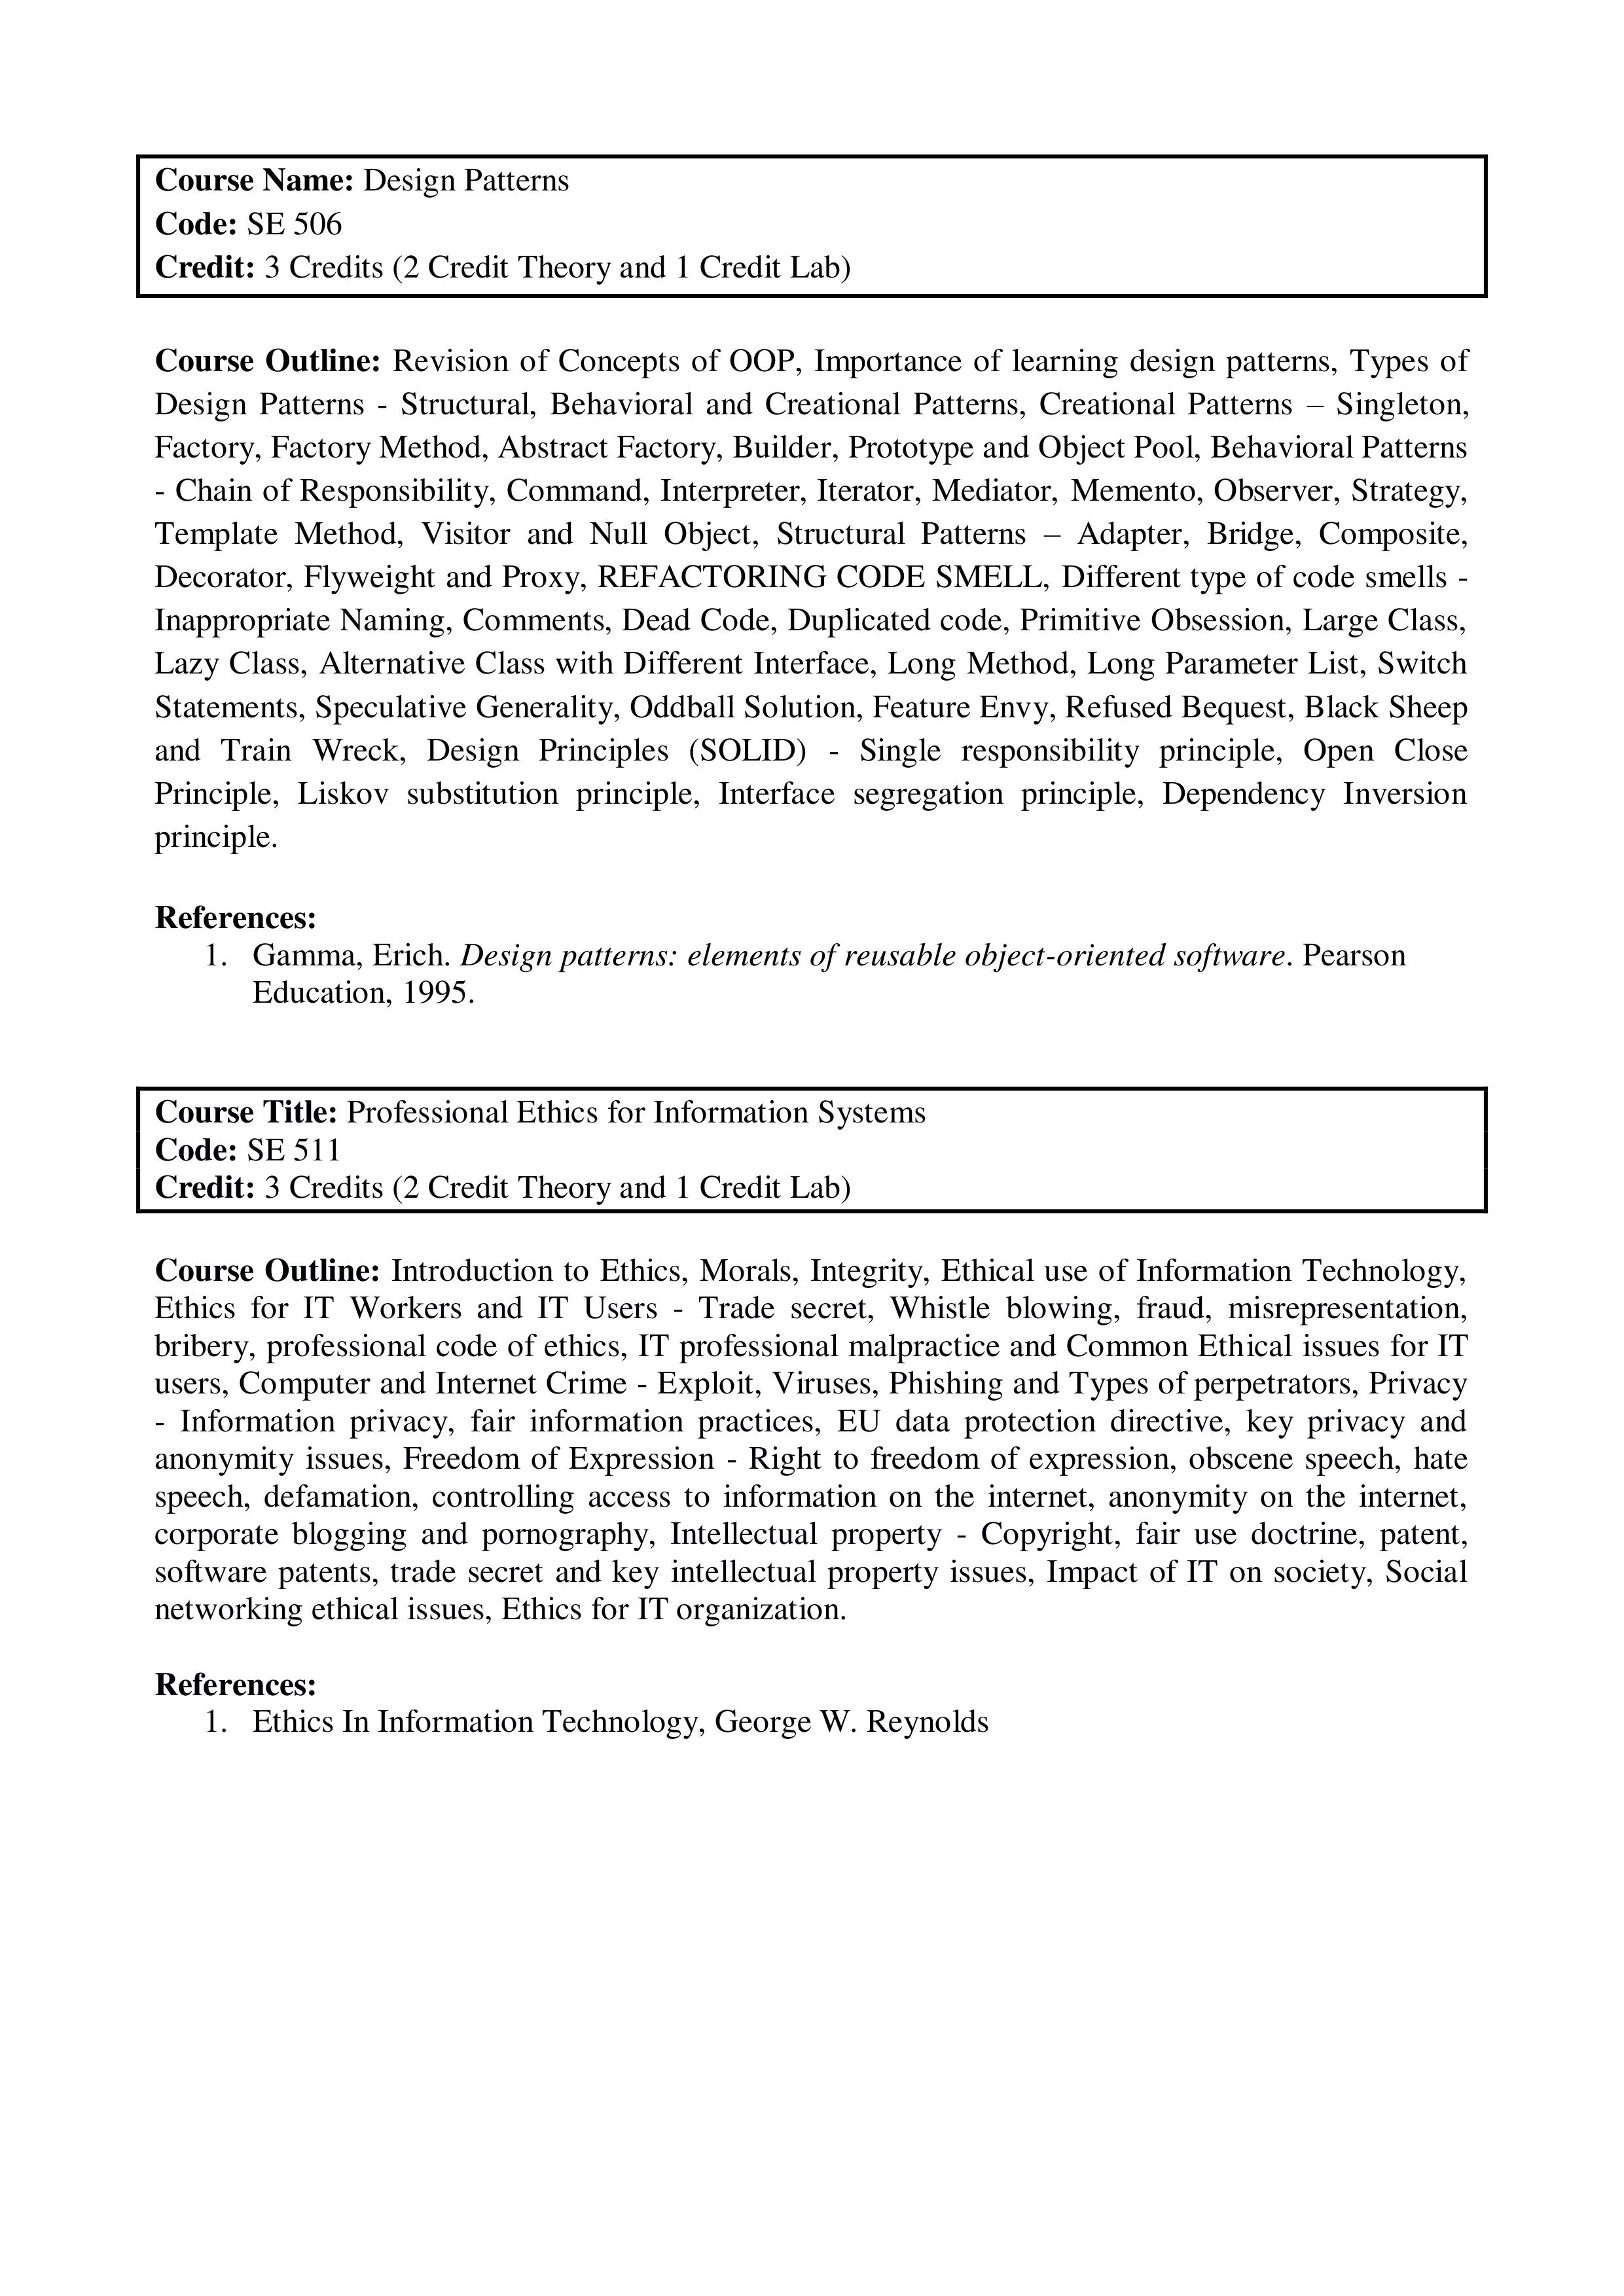 Course Name: Design Patterns
Code: SE 506
Credit: 3 Credits (2 Credit Theory and 1 Credit Lab)
Course Outline: Revision of Concepts of OOP, Importance of learning design patterns, Types of
Design Patterns - Structural, Behavioral and Creational Patterns, Creational Patterns – Singleton,
Factory, Factory Method, Abstract Factory, Builder, Prototype and Object Pool, Behavioral Patterns
- Chain of Responsibility, Command, Interpreter, Iterator, Mediator, Memento, Observer, Strategy,
Template Method, Visitor and Null Object, Structural Patterns – Adapter, Bridge, Composite,
Decorator, Flyweight and Proxy, REFACTORING CODE SMELL, Different type of code smells -
Inappropriate Naming, Comments, Dead Code, Duplicated code, Primitive Obsession, Large Class,
Lazy Class, Alternative Class with Different Interface, Long Method, Long Parameter List, Switch
Statements, Speculative Generality, Oddball Solution, Feature Envy, Refused Bequest, Black Sheep
and Train Wreck, Design Principles (SOLID) - Single responsibility principle, Open Close
Principle, Liskov substitution principle, Interface segregation principle, Dependency Inversion
principle.
References:
1. Gamma, Erich. Design patterns: elements of reusable object-oriented software. Pearson
Education, 1995.
Course Title: Professional Ethics for Information Systems
Code: SE 511
Credit: 3 Credits (2 Credit Theory and 1 Credit Lab)
Course Outline: Introduction to Ethics, Morals, Integrity, Ethical use of Information Technology,
Ethics for IT Workers and IT Users - Trade secret, Whistle blowing, fraud, misrepresentation,
bribery, professional code of ethics, IT professional malpractice and Common Ethical issues for IT
users, Computer and Internet Crime - Exploit, Viruses, Phishing and Types of perpetrators, Privacy
- Information privacy, fair information practices, EU data protection directive, key privacy and
anonymity issues, Freedom of Expression - Right to freedom of expression, obscene speech, hate
speech, defamation, controlling access to information on the internet, anonymity on the internet,
corporate blogging and pornography, Intellectual property - Copyright, fair use doctrine, patent,
software patents, trade secret and key intellectual property issues, Impact of IT on society, Social
networking ethical issues, Ethics for IT organization.
References:
1. Ethics In Information Technology, George W. Reynolds